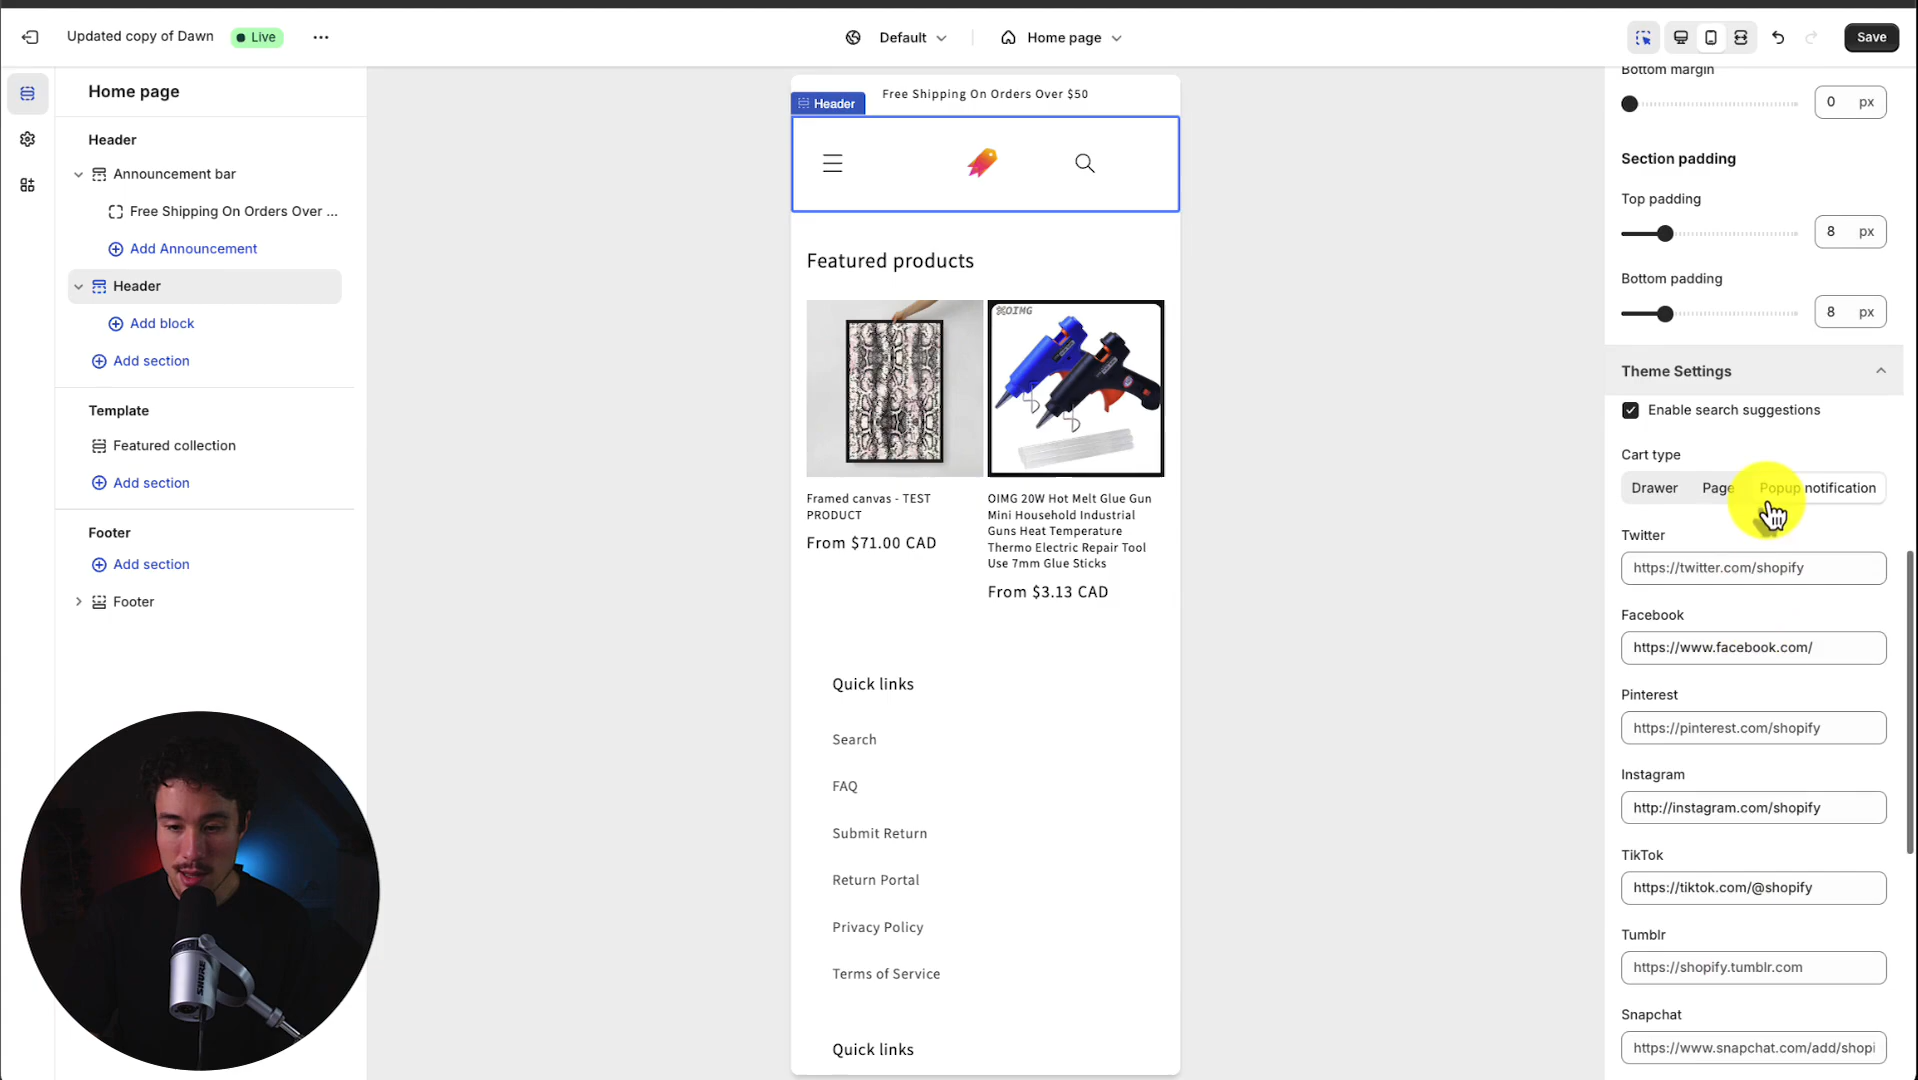 Updated copy of Dawn
Live
Default
Home page
Save
Home page
Header
Announcement bar
Free Shipping On Orders Over ...
Add Announcement
Header
Add block
Add section
Template
Featured collection
Add section
Footer
Add section
Footer
Free Shipping On Orders Over $50
Header
Featured products
OIMG
Framed canvas - TEST
PRODUCT
From $71.00 CAD
OIMG 20W Hot Melt Glue Gun
Mini Household Industrial
Guns Heat Temperature
Thermo Electric Repair Tool
Use 7mm Glue Sticks
From $3.13 CAD
Quick links
Search
FAQ
Submit Return
Return Portal
Privacy Policy
Terms of Service
Quick links
Bottom margin
0 px
Section padding
Top padding
8 px
Bottom padding
8 px
Theme Settings
Enable search suggestions
Cart type
Drawer Page Popup notification
Twitter
https://twitter.com/shopify
Facebook
https://www.facebook.com/
Pinterest
https://pinterest.com/shopify
Instagram
http://instagram.com/shopify
TikTok
https://tiktok.com/@shopify
Tumblr
https://shopify.tumblr.com
Snapchat
https://www.snapchat.com/add/shopi
SHURE